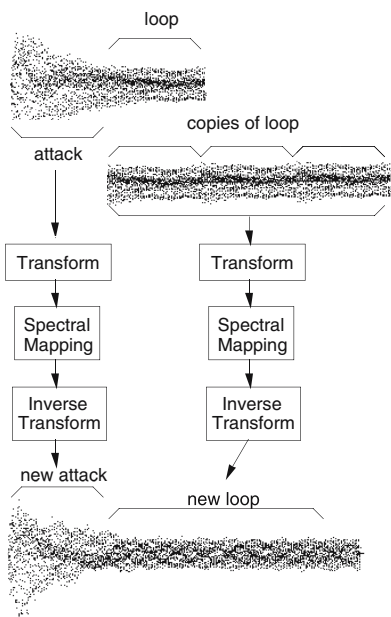 loop
copies of loop
attack
Transform
Transform
Spectral
Mapping
Spectral
Mapping
Inverse
Transform
Inverse
Transform
new attack
new loop